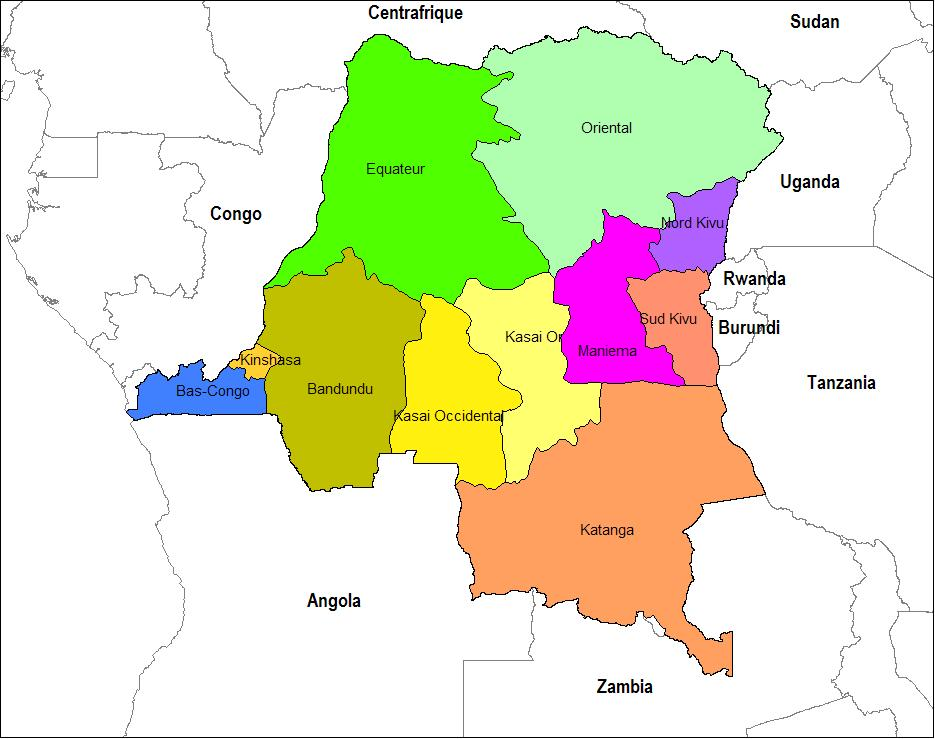 Centrafrique
Sudan
Oriental
Equateur
Uganda
Congo
Nord Kivu
Rwanda
Sud Kivu
Burundi
Kasai Or
Maniema
Kinshasa
Tanzania
Bas-Congo
Bandundu
Kasai Occidental
Katanga
Angola
Zambia